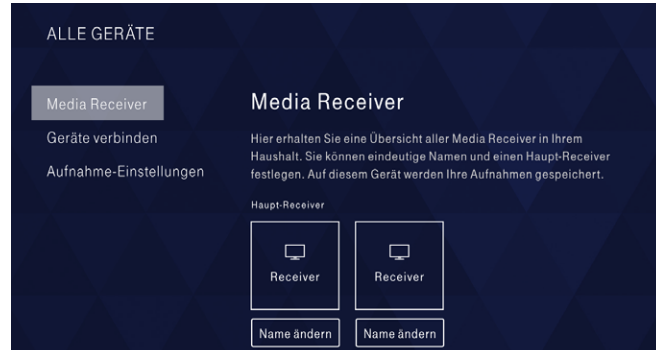 ALLE GERÄTE
Media Receiver
Geräte verbinden
Aufnahme-Einstellungen
Media Receiver
Hier erhalten Sie eine Übersicht aller Media Receiver in Ihrem
Haushalt. Sie können eindeutige Namen und einen Haupt-Receiver
festlegen. Auf diesem Gerät werden Ihre Aufnahmen gespeichert.
Haupt-Receiver
Receiver
Receiver
Name ändern
Name ändern